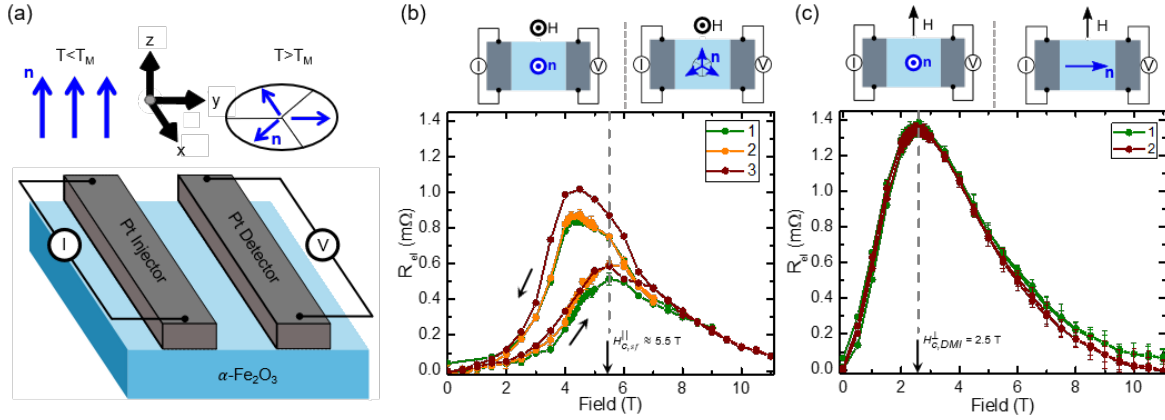 (a)
T<T_M
T>T_M
n
z
y
x
n
Pt Injector
Pt Detector
I
V
α-Fe₂O₃
(b)
H
H
I
n
V
I
n
V
R_el (mΩ)
1.4
1.2
1.0
0.8
0.6
0.4
0.2
0.0
1
2
3
H^||_c,sf ≈ 5.5 T
0 2 4 6 8 10
Field (T)
(c)
H
H
I
n
V
I
n
V
R_el (mΩ)
1.4
1.2
1.0
0.8
0.6
0.4
0.2
0.0
1
2
H^⊥_c,DMI = 2.5 T
0 2 4 6 8 10
Field (T)